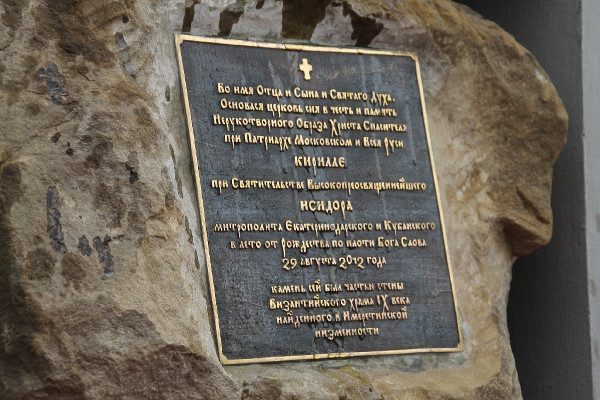 Во имя Отца и Сына и Святаго Духа.
Основася церковь сия в честь и память
Нерукотворного Образа Христа Спасителя
при Патриархе Московском и Всея руси
КИРИЛЛЕ
при Святительстве Высокопреосвященнейшего
ИСИДОРА
митрополита Екатеринодарского и Кубанского
в лето от рождества по плоти Бога Слова
29 августа 2012 года
камень сей был частью стены
Византийского храма IX века
найденного в Имеретийской
низменности